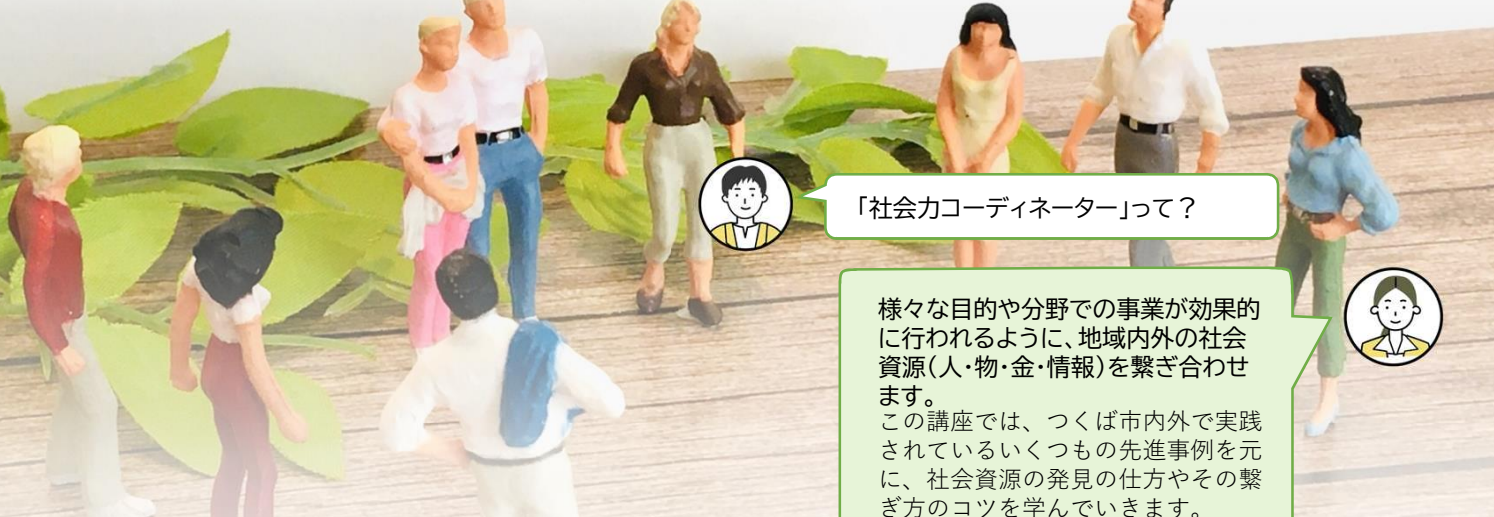 「社会力コーディネーター」って？
様々な目的や分野での事業が効果的
に行われるように、地域内外の社会
資源(人・物・金・情報)を繋ぎ合わせ
ます。
この講座では、つくば市内外で実践
されているいくつもの先進事例を元
に、社会資源の発見の仕方やその繋
ぎ方のコツを学んでいきます。